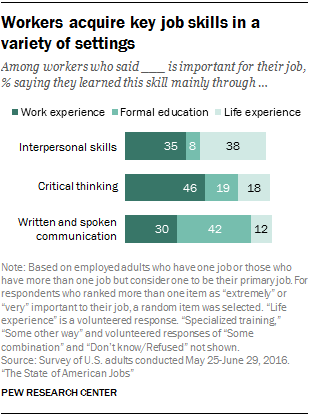 Workers acquire key job skills in a
variety of settings
Among workers who said ___ is important for their job,
% saying they learned this skill mainly through ...
Work experience Formal education Life experience
Interpersonal skills 35 8 38
Critical thinking 46 19 18
Written and spoken
communication 30 42 12
Note: Based on employed adults who have one job or those who
have more than one job but consider one to be their primary job. For
respondents who ranked more than one item as “extremely” or
“very” important to their job, a random item was selected. “Life
experience” is a volunteered response. “Specialized training,”
“Some other way” and volunteered responses of “Some
combination” and “Don’t know/Refused” not shown.
Source: Survey of U.S. adults conducted May 25-June 29, 2016.
“The State of American Jobs”
PEW RESEARCH CENTER